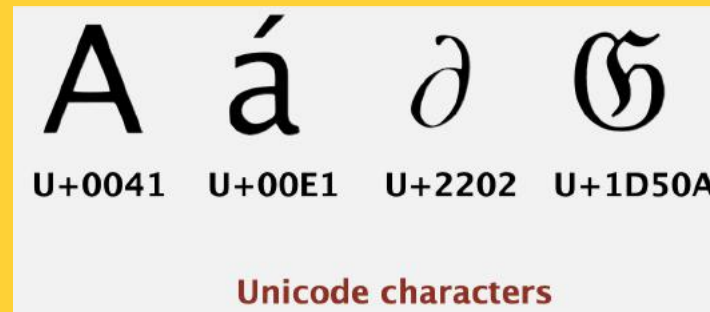 A á ∂ 𝔊
U+0041 U+00E1 U+2202 U+1D50A
Unicode characters